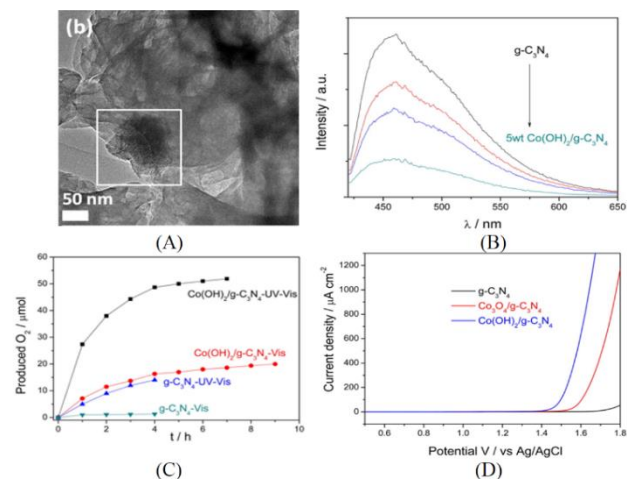 (b)
50 nm
(A)
Intensity / a.u.
g-C₃N₄
5wt Co(OH)₂/g-C₃N₄
450 500 550 600 650
λ / nm
(B)
Produced O₂ / μmol
60
50
40
30
20
10
0
Co(OH)₂/g-C₃N₄-UV-Vis
Co(OH)₂/g-C₃N₄-Vis
g-C₃N₄-UV-Vis
g-C₃N₄-Vis
0 2 4 6 8 10
t / h
(C)
Current density / μA cm⁻²
1200
1000
800
600
400
200
0
g-C₃N₄
Co₃O₄/g-C₃N₄
Co(OH)₂/g-C₃N₄
0.6 0.8 1.0 1.2 1.4 1.6 1.8
Potential V / vs Ag/AgCl
(D)